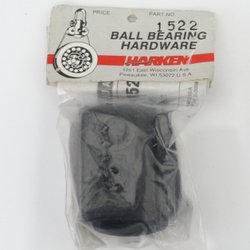 PRICE PART NO.
1522
BALL BEARING
HARDWARE
HARKEN
1251 East Wisconsin Ave.
Pewaukee, WI 53072 U.S.A.